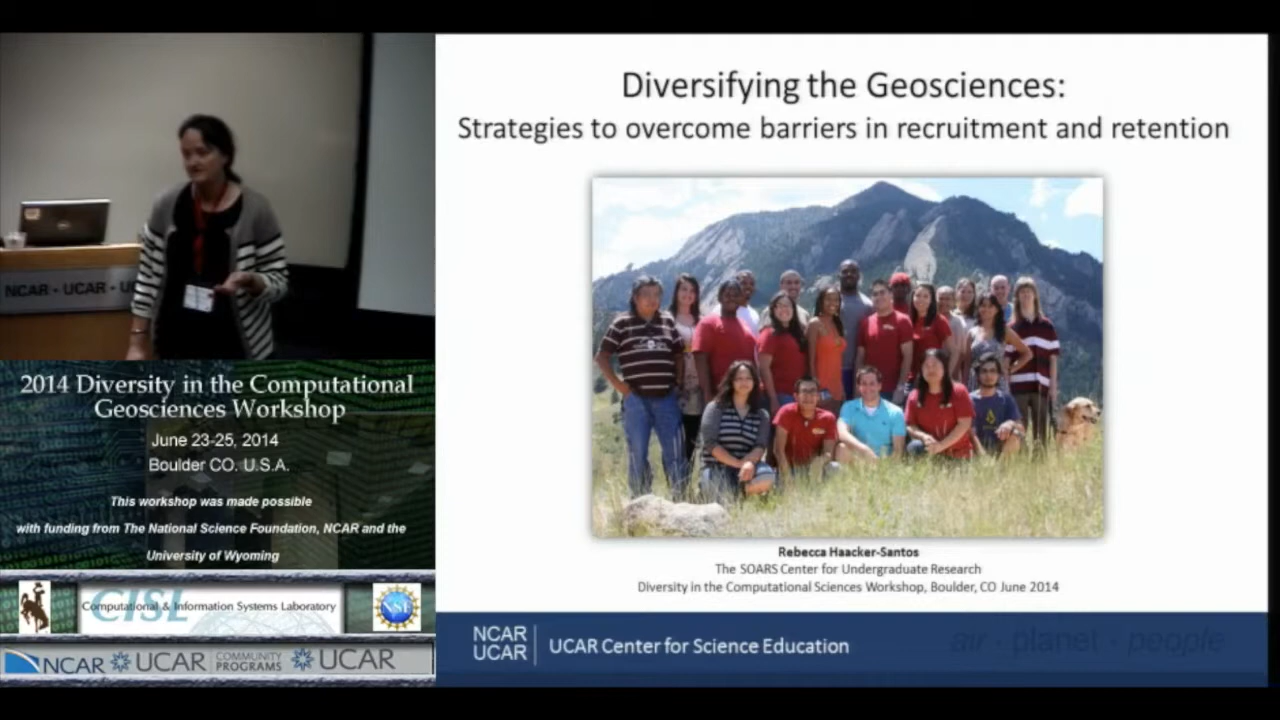 Diversifying the Geosciences:
Strategies to overcome barriers in recruitment and retention
NCAR - UCAR - U
2014 Diversity in the Computational
Geosciences Workshop
June 23-25, 2014
Boulder CO. U.S.A.
This workshop was made possible
with funding from The National Science Foundation, NCAR and the
University of Wyoming
CISL
Computational & Information Systems Laboratory
NSF
NCAR UCAR COMMUNITY PROGRAMS UCAR
Rebecca Haacker-Santos
The SOARS Center for Undergraduate Research
Diversity in the Computational Sciences Workshop, Boulder, CO June 2014
NCAR
UCAR
UCAR Center for Science Education
air · planet · people